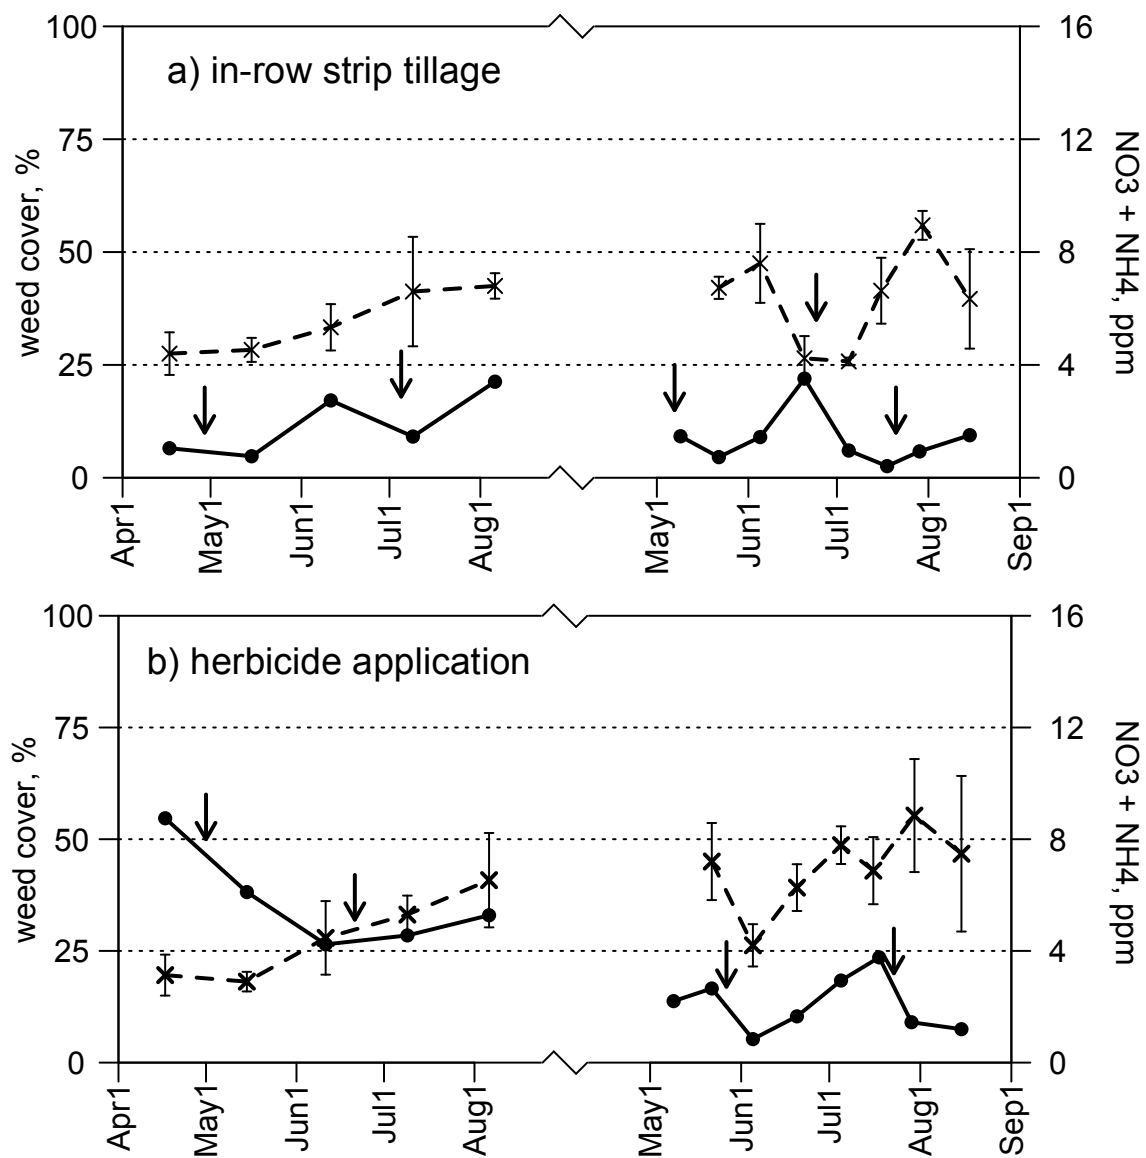 100
16
a) in-row strip tillage
75
12
50
8
25
4
0
0
weed cover, %
NO3 + NH4, ppm
Apr1
May1
Jun1
Jul1
Aug1
May1
Jun1
Jul1
Aug1
Sep1
100
16
b) herbicide application
75
12
50
8
25
4
0
0
weed cover, %
NO3 + NH4, ppm
Apr1
May1
Jun1
Jul1
Aug1
May1
Jun1
Jul1
Aug1
Sep1